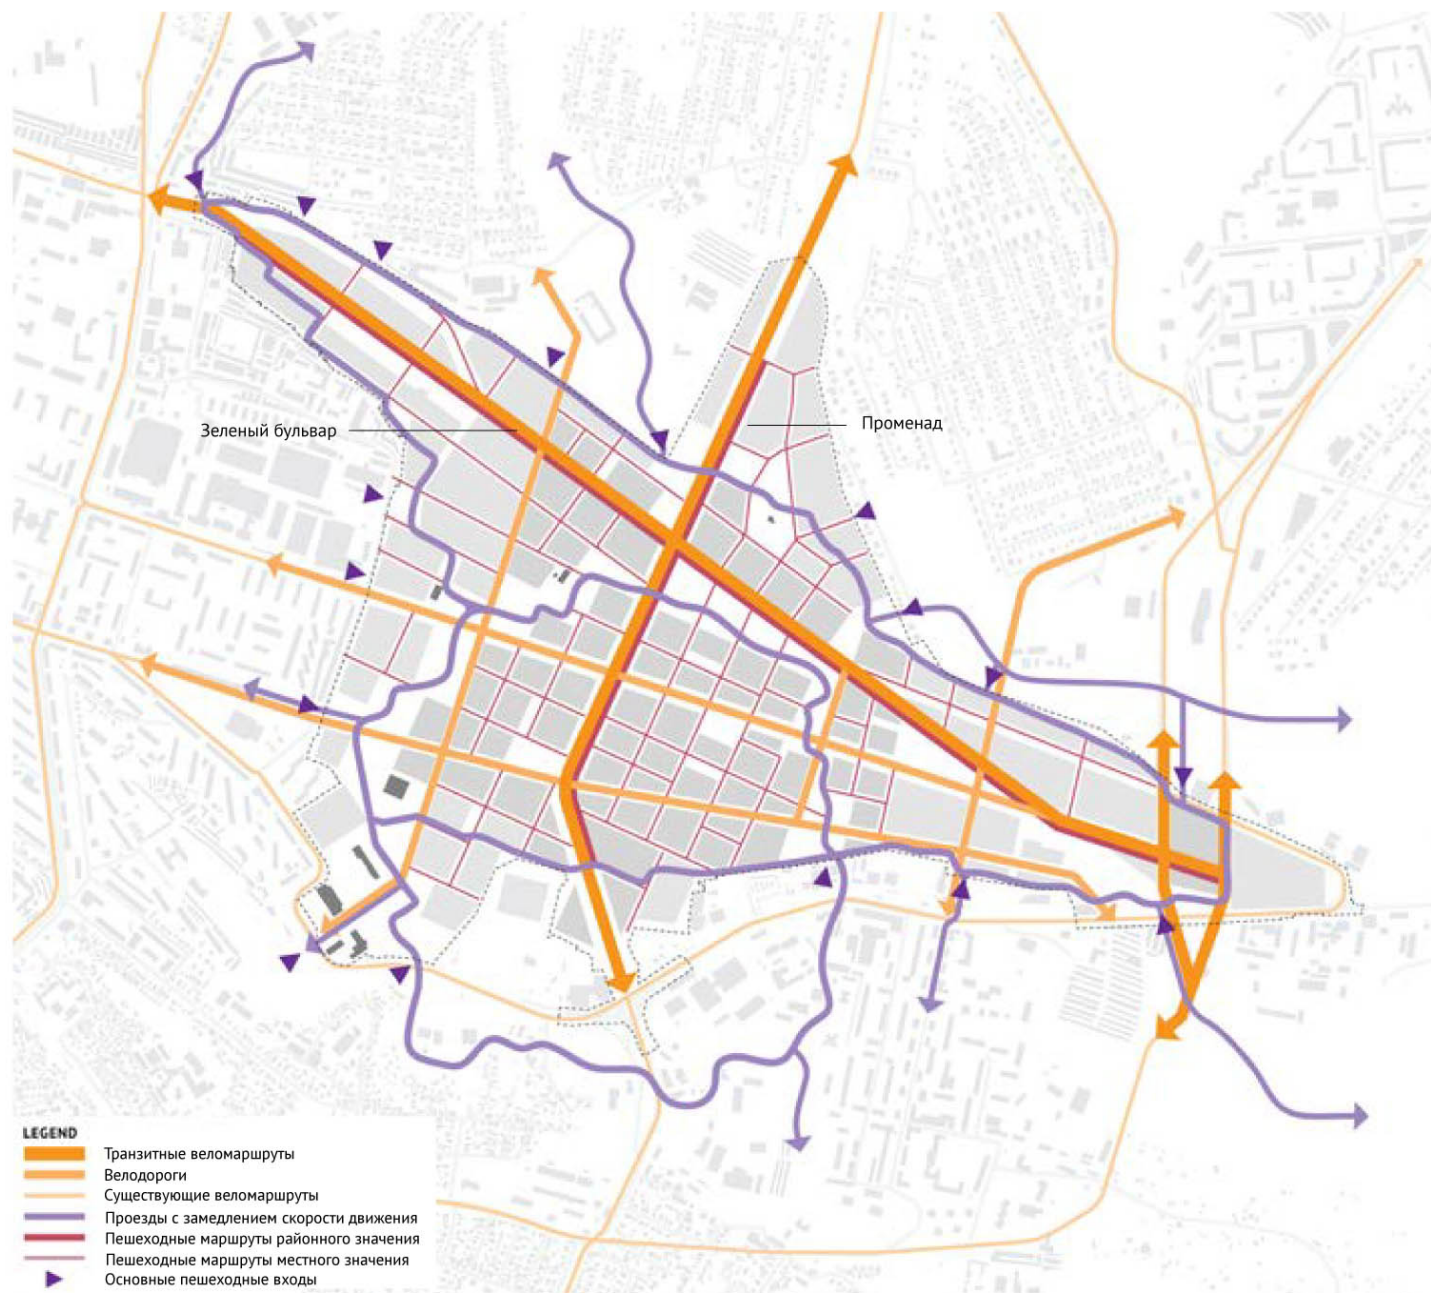 Зеленый бульвар
Променад
LEGEND
Транзитные веломаршруты
Велодороги
Существующие веломаршруты
Проезды с замедлением скорости движения
Пешеходные маршруты районного значения
Пешеходные маршруты местного значения
Основные пешеходные входы